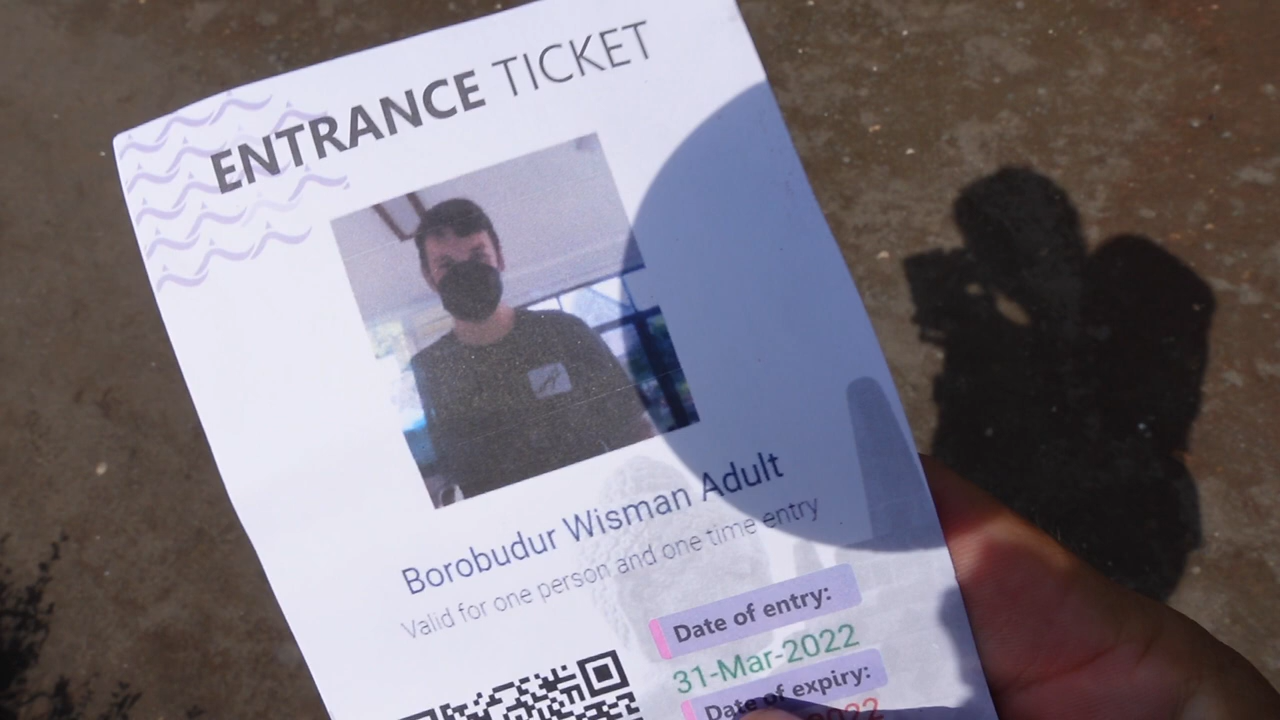 ENTRANCE TICKET
Borobudur Wisman Adult
Valid for one person and one time entry
Date of entry:
31-Mar-2022
Date of expiry:
2022